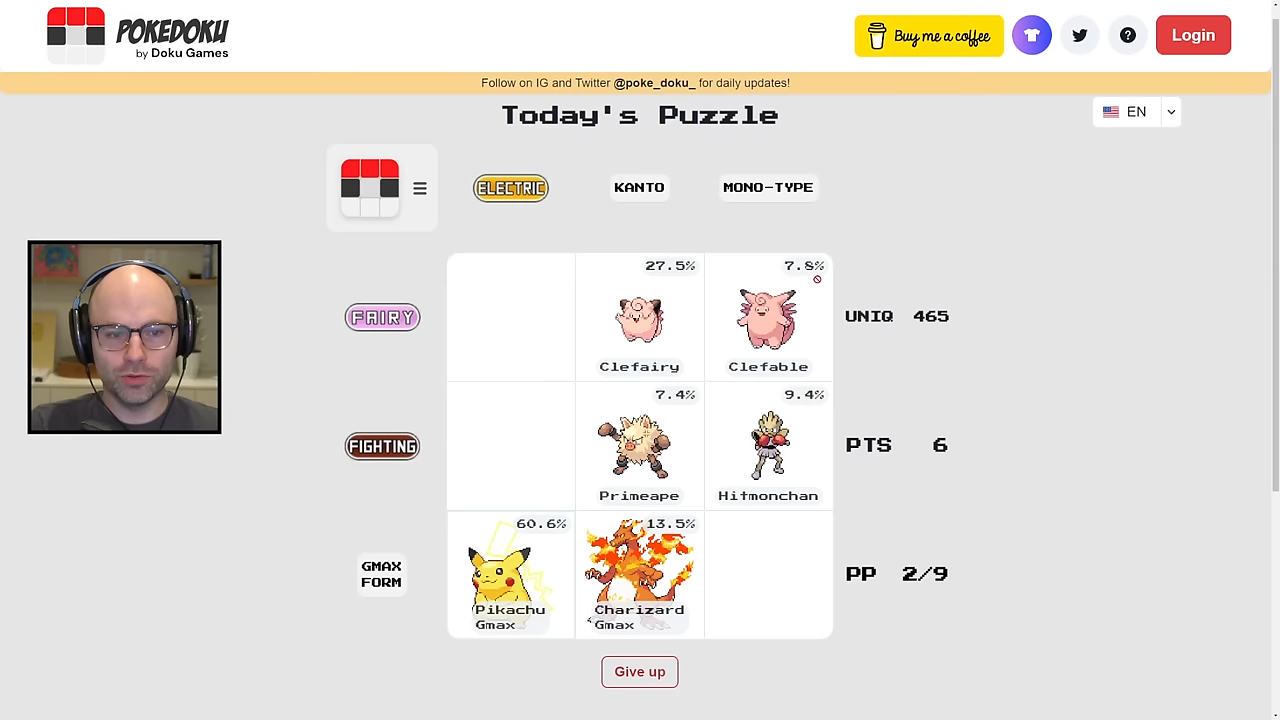 POKEDOKU
by Doku Games
Buy me a coffee
Login
Follow on IG and Twitter @poke_doku_ for daily updates!
Today's Puzzle
EN
ELECTRIC
KANTO
MONO-TYPE
27.5%
7.8%
FAIRY
UNIQ 465
Clefairy
Clefable
7.4%
9.4%
FIGHTING
PTS 6
Primeape
Hitmonchan
60.6%
13.5%
GMAX
FORM
PP 2/9
Pikachu
Gmax
Charizard
Gmax
Give up